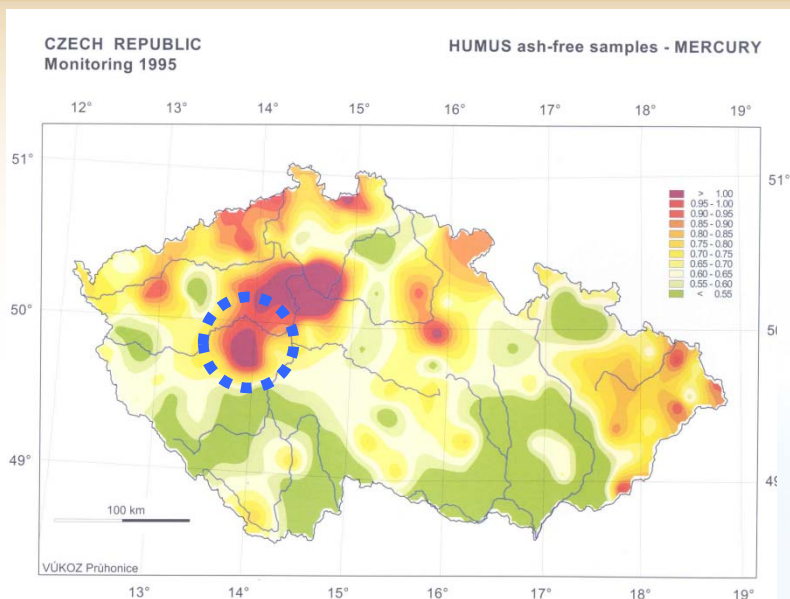 CZECH REPUBLIC
Monitoring 1995
HUMUS ash-free samples - MERCURY
12° 13° 14° 15° 16° 17° 18° 19°
51° 51°
> 1.00
0.95 - 1.00
0.90 - 0.95
0.85 - 0.90
0.80 - 0.85
0.75 - 0.80
0.70 - 0.75
0.65 - 0.70
0.60 - 0.65
0.55 - 0.60
< 0.55
50° 50
49° 49
100 km
VÚKOZ Průhonice
13° 14° 15° 16° 17° 18° 19°